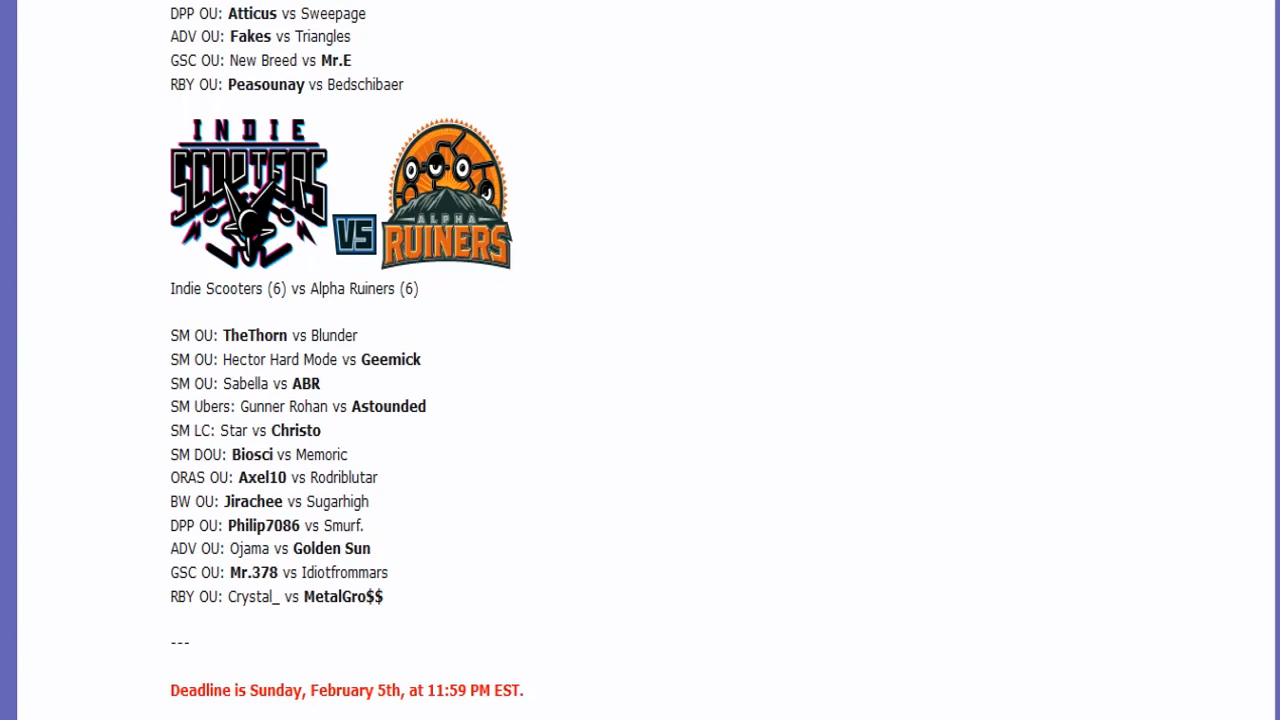 DPP OU: Atticus vs Sweepage
ADV OU: Fakes vs Triangles
GSC OU: New Breed vs Mr.E
RBY OU: Peasounay vs Bedschibaer
INDIE
SCOOTERS
VS
ALPHA
RUINERS
Indie Scooters (6) vs Alpha Ruiners (6)
SM OU: TheThorn vs Blunder
SM OU: Hector Hard Mode vs Geemick
SM OU: Sabella vs ABR
SM Ubers: Gunner Rohan vs Astounded
SM LC: Star vs Christo
SM DOU: Biosci vs Memoric
ORAS OU: Axel10 vs Rodriblutar
BW OU: Jirachee vs Sugarhigh
DPP OU: Philip7086 vs Smurf.
ADV OU: Ojama vs Golden Sun
GSC OU: Mr.378 vs Idiotfrommars
RBY OU: Crystal_ vs MetalGro$$
---
Deadline is Sunday, February 5th, at 11:59 PM EST.